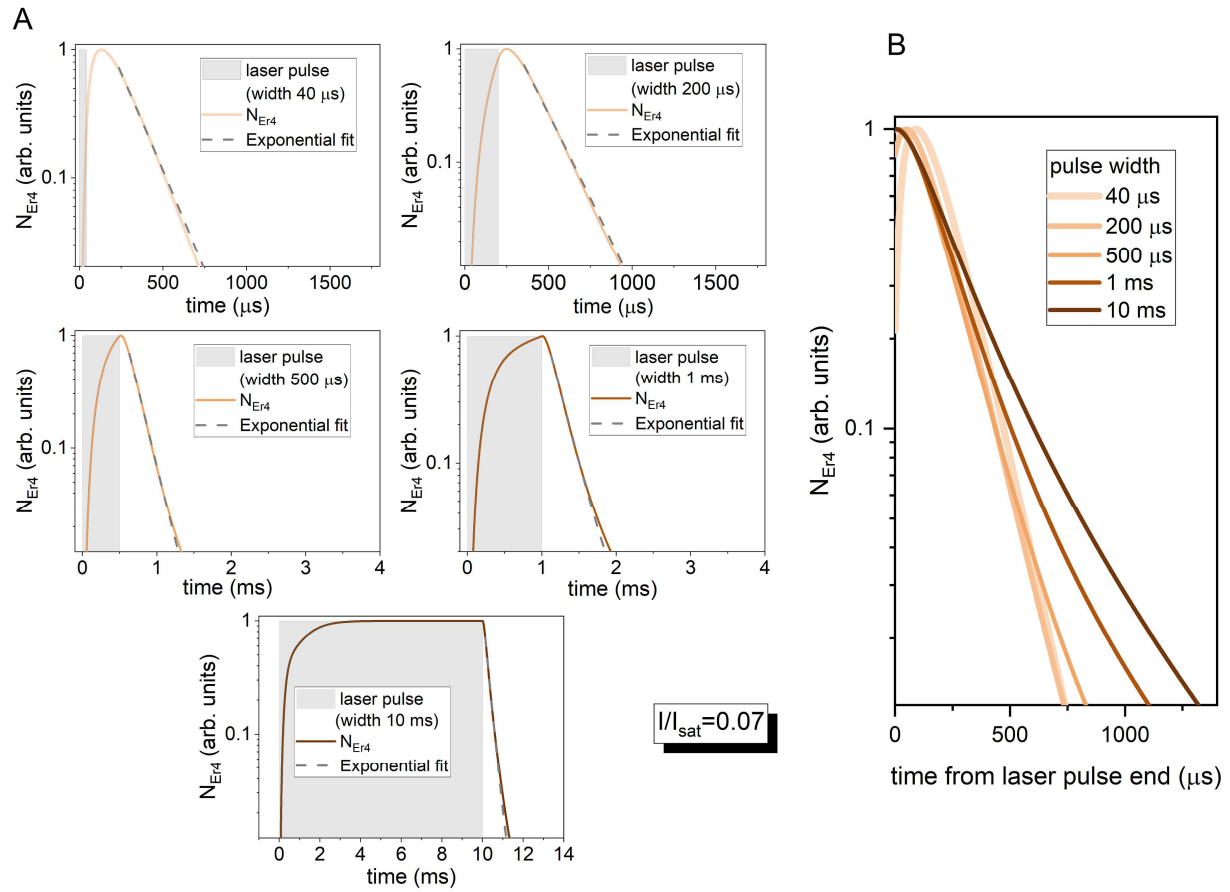 A
B
1
0.1
N_Er4 (arb. units)
laser pulse
(width 40 μs)
N_Er4
Exponential fit
0 500 1000 1500
time (μs)
1
0.1
N_Er4 (arb. units)
laser pulse
(width 200 μs)
N_Er4
Exponential fit
0 500 1000 1500
time (μs)
1
0.1
N_Er4 (arb. units)
laser pulse
(width 500 μs)
N_Er4
Exponential fit
0 1 2 3 4
time (ms)
1
0.1
N_Er4 (arb. units)
laser pulse
(width 1 ms)
N_Er4
Exponential fit
0 1 2 3 4
time (ms)
1
0.1
N_Er4 (arb. units)
laser pulse
(width 10 ms)
N_Er4
Exponential fit
0 2 4 6 8 10 12 14
time (ms)
I/I_sat=0.07
1
0.1
N_Er4 (arb. units)
pulse width
40 μs
200 μs
500 μs
1 ms
10 ms
0 500 1000
time from laser pulse end (μs)